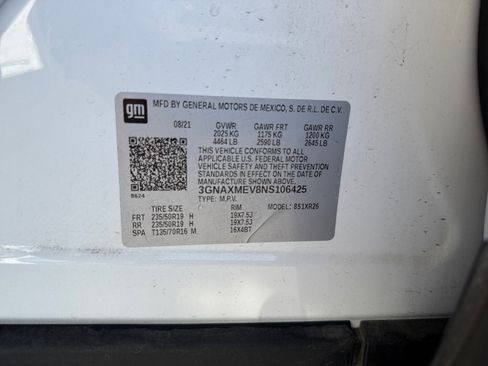 gm
MFD BY GENERAL MOTORS DE MEXICO, S. DE R.L. DE C.V.
08/21 GVWR GAWR FRT GAWR RR
2025 KG 1175 KG 1200 KG
4464 LB 2590 LB 2645 LB
THIS VEHICLE CONFORMS TO ALL
APPLICABLE U.S. FEDERAL MOTOR
VEHICLE SAFETY AND THEFT PREVENTION
STANDARDS IN EFFECT ON THE DATE OF
MANUFACTURE SHOWN ABOVE.
3GNAXMEV8NS106425
8624 TYPE: M.P.V. MODEL: 851XR26
TIRE SIZE RIM
FRT 235/50R19 H 19X7.5J
RR 235/50R19 H 19X7.5J
SPA T135/70R16 M 16X4BT